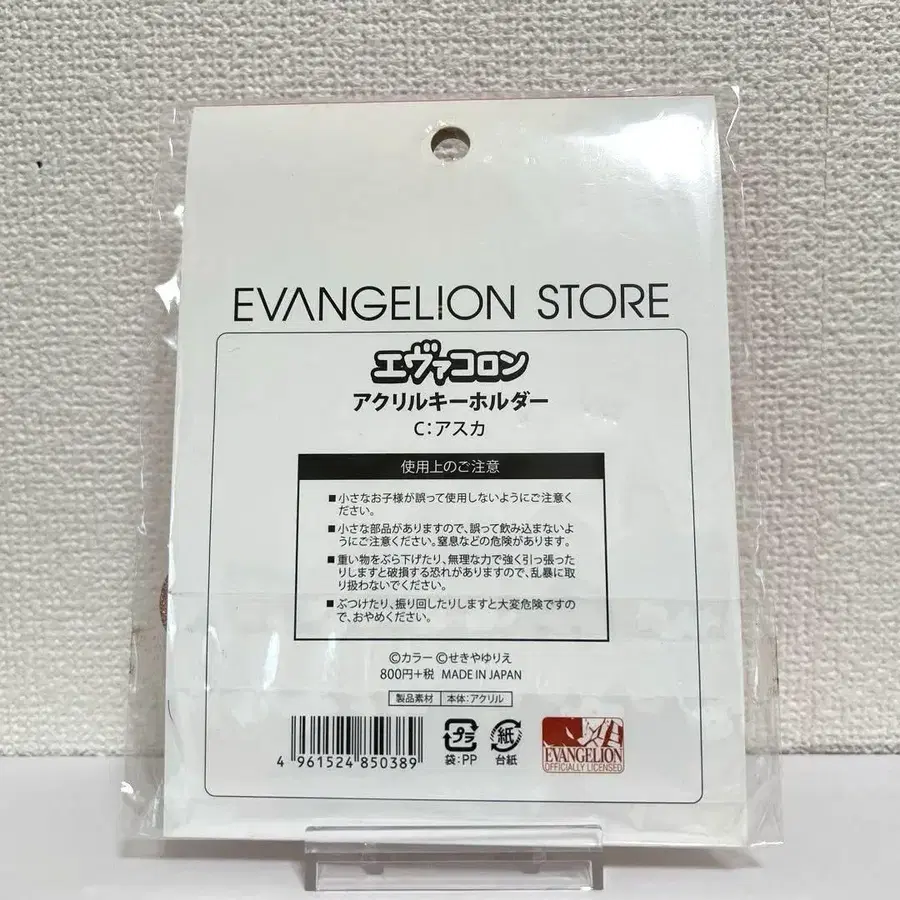 EVANGELION STORE
エヴァコロン
アクリルキーホルダー
C:アスカ
使用上のご注意
■小さなお子様が誤って使用しないようにご注意く
ださい。
■小さな部品がありますので、誤って飲み込まないよ
うにご注意ください。窒息などの危険があります。
■重い物をぶら下げたり、無理な力で強く引っ張った
りしますと破損する恐れがありますので、乱暴に取
り扱わないでください。
■ぶつけたり、振り回したりしますと大変危険ですの
で、おやめください。
©カラー ©せきやゆりえ
800円+税 MADE IN JAPAN
製品素材 本体:アクリル
4 961524 850389
プラ
袋:PP
紙
台紙
EVANGELION
OFFICIALLY LICENSED